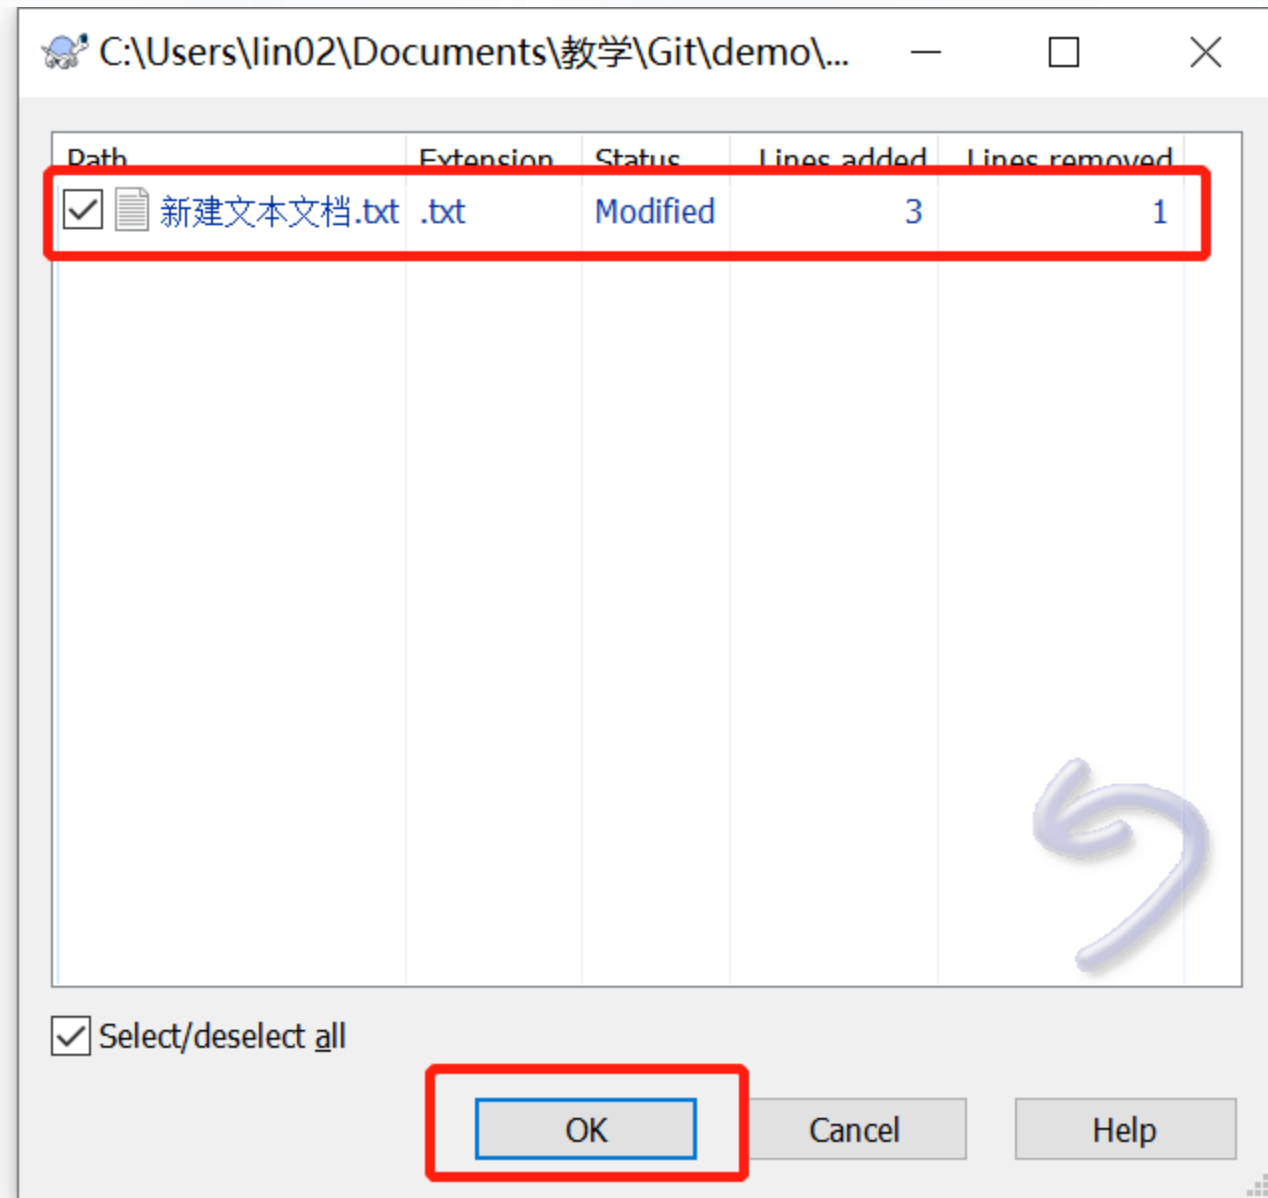 C:\Users\lin02\Documents\教学\Git\demo\...
Path Extension Status Lines added Lines removed
新建文本文档.txt .txt Modified 3 1
Select/deselect all
OK Cancel Help